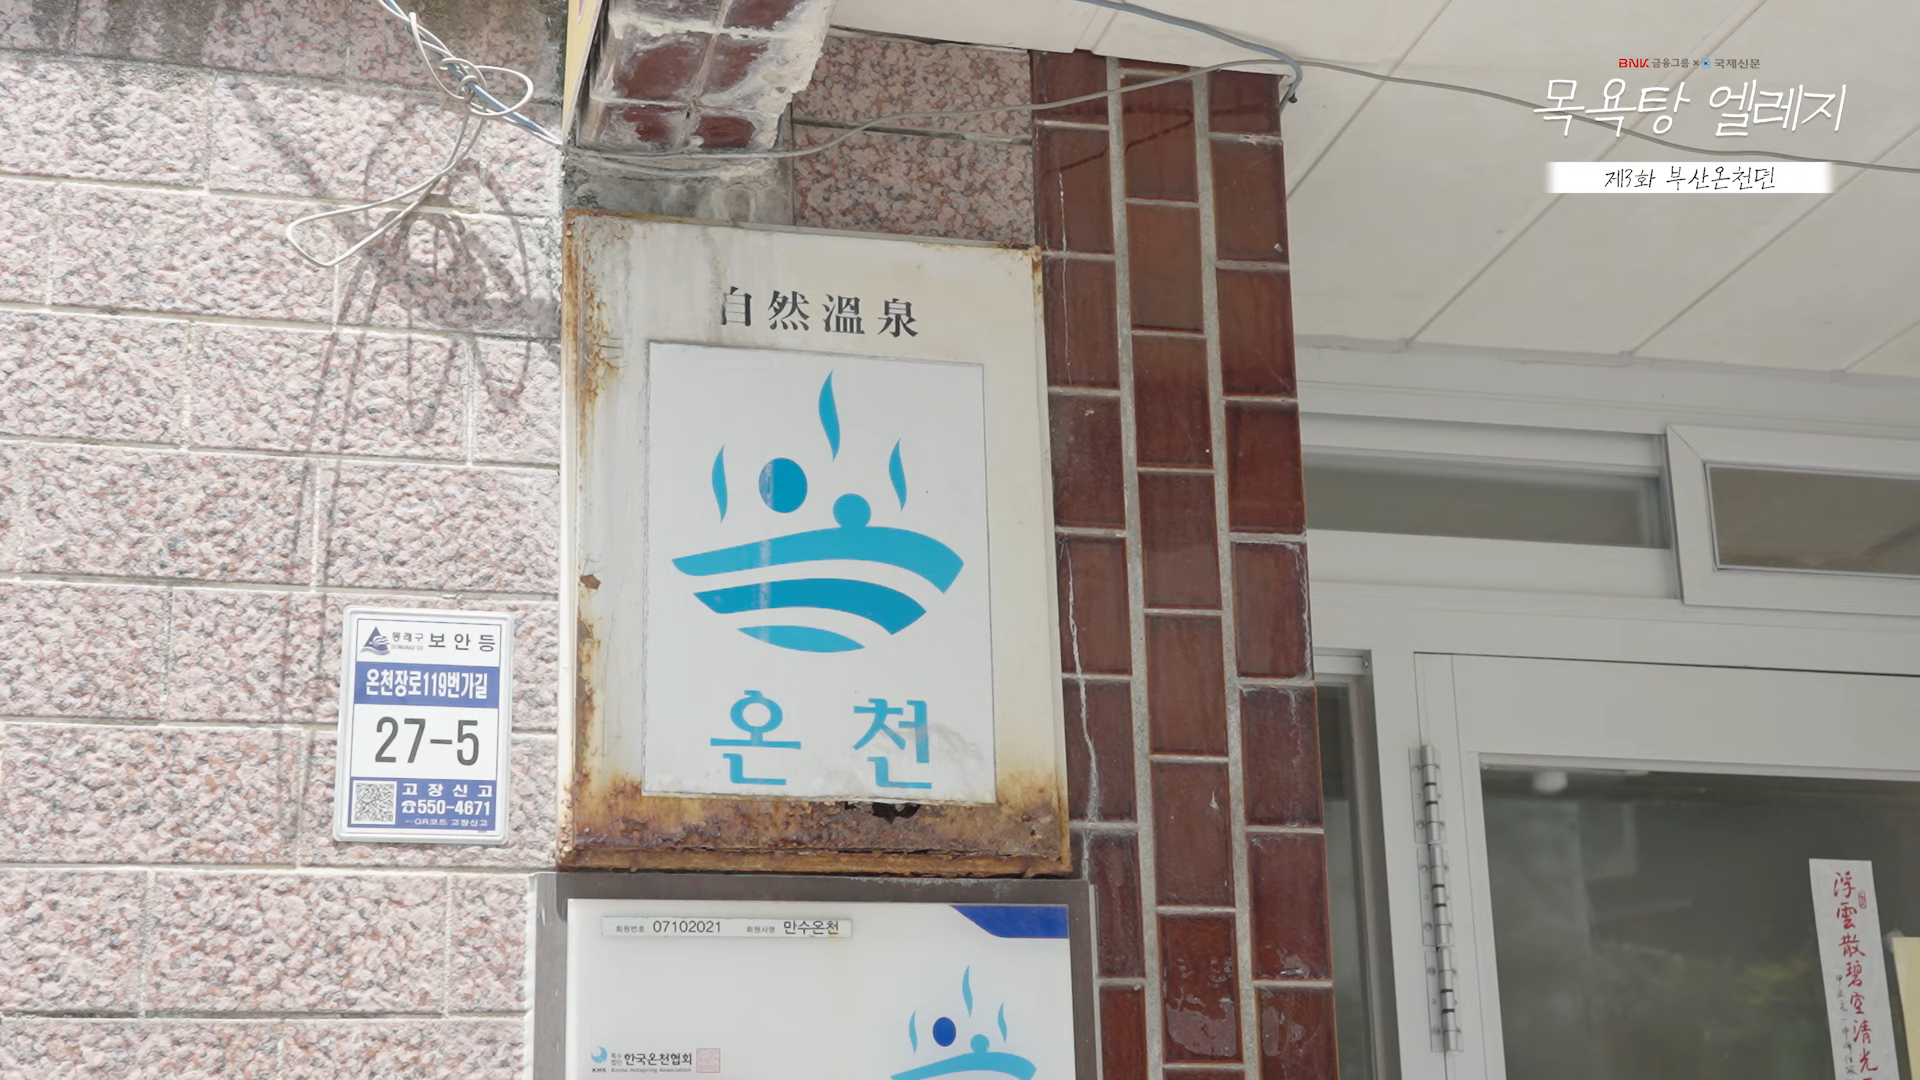 BNK 금융그룹 × 국제신문
목욕탕 엘레지
제3화 부산온천뎐
自然溫泉
온천
동래구 보안등
온천장로119번가길
27-5
고장신고
☎550-4671
←QR코드 고장신고
회원번호 07102021 회원사명 만수온천
한국온천협회
KHS Korea Hotspring Association
浮雲散碧空清光